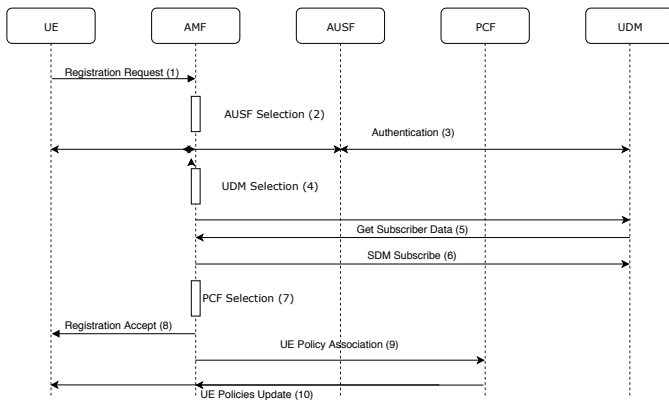 UE
AMF
AUSF
PCF
UDM
Registration Request (1)
AUSF Selection (2)
Authentication (3)
UDM Selection (4)
Get Subscriber Data (5)
SDM Subscribe (6)
PCF Selection (7)
Registration Accept (8)
UE Policy Association (9)
UE Policies Update (10)